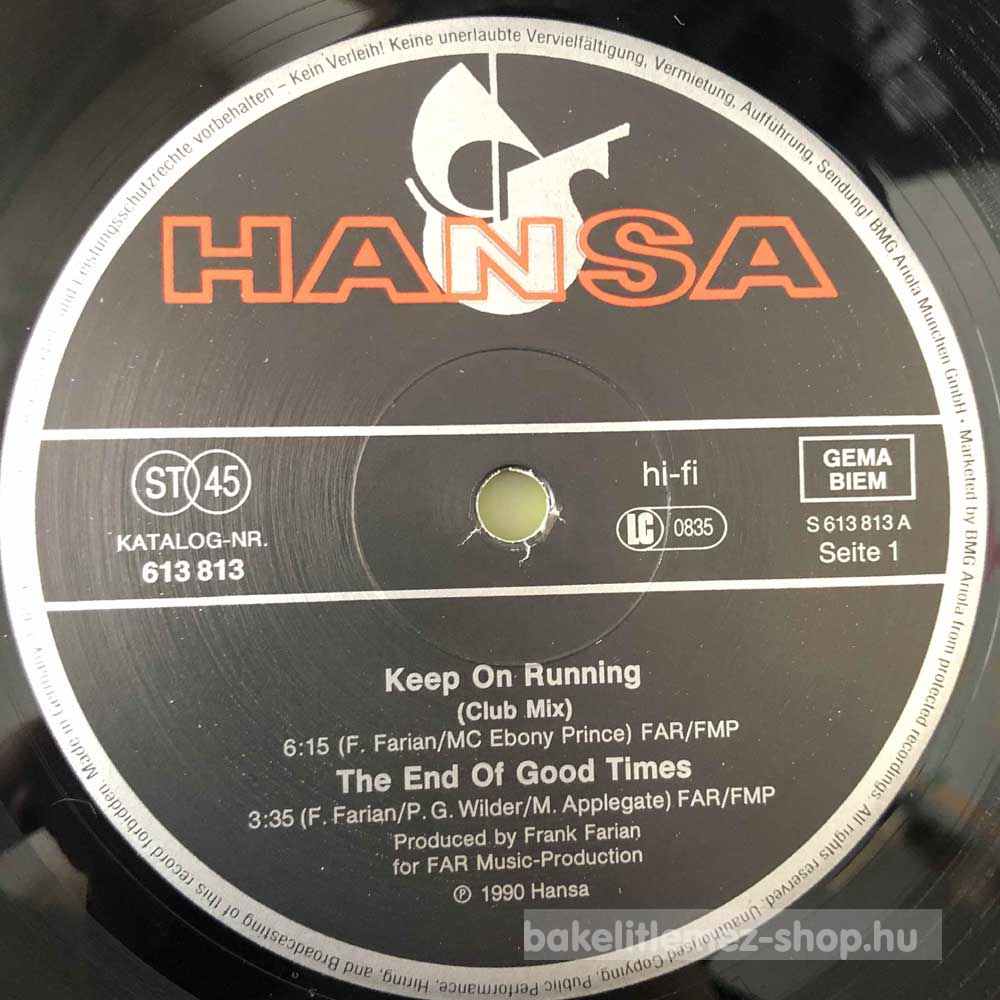 - und Leistungsschutzrechte vorbehalten – Kein Verleih! Keine unerlaubte Vervielfältigung, Vermietung, Aufführung, Sendung! BMG Ariola München GmbH · Marketed by BMG Ariola from protected recordings. All rights reserved. Unauthorised Copying, Public Performance, Hiring, and Broadcasting of this record forbidden. Made in Germany
HANSA
ST 45
KATALOG-NR.
613 813
hi-fi
LC 0835
GEMA
BIEM
S 613 813 A
Seite 1
Keep On Running
(Club Mix)
6:15 (F. Farian/MC Ebony Prince) FAR/FMP
The End Of Good Times
3:35 (F. Farian/P. G. Wilder/M. Applegate) FAR/FMP
Produced by Frank Farian
for FAR Music-Production
℗ 1990 Hansa
bakelitlemez-shop.hu